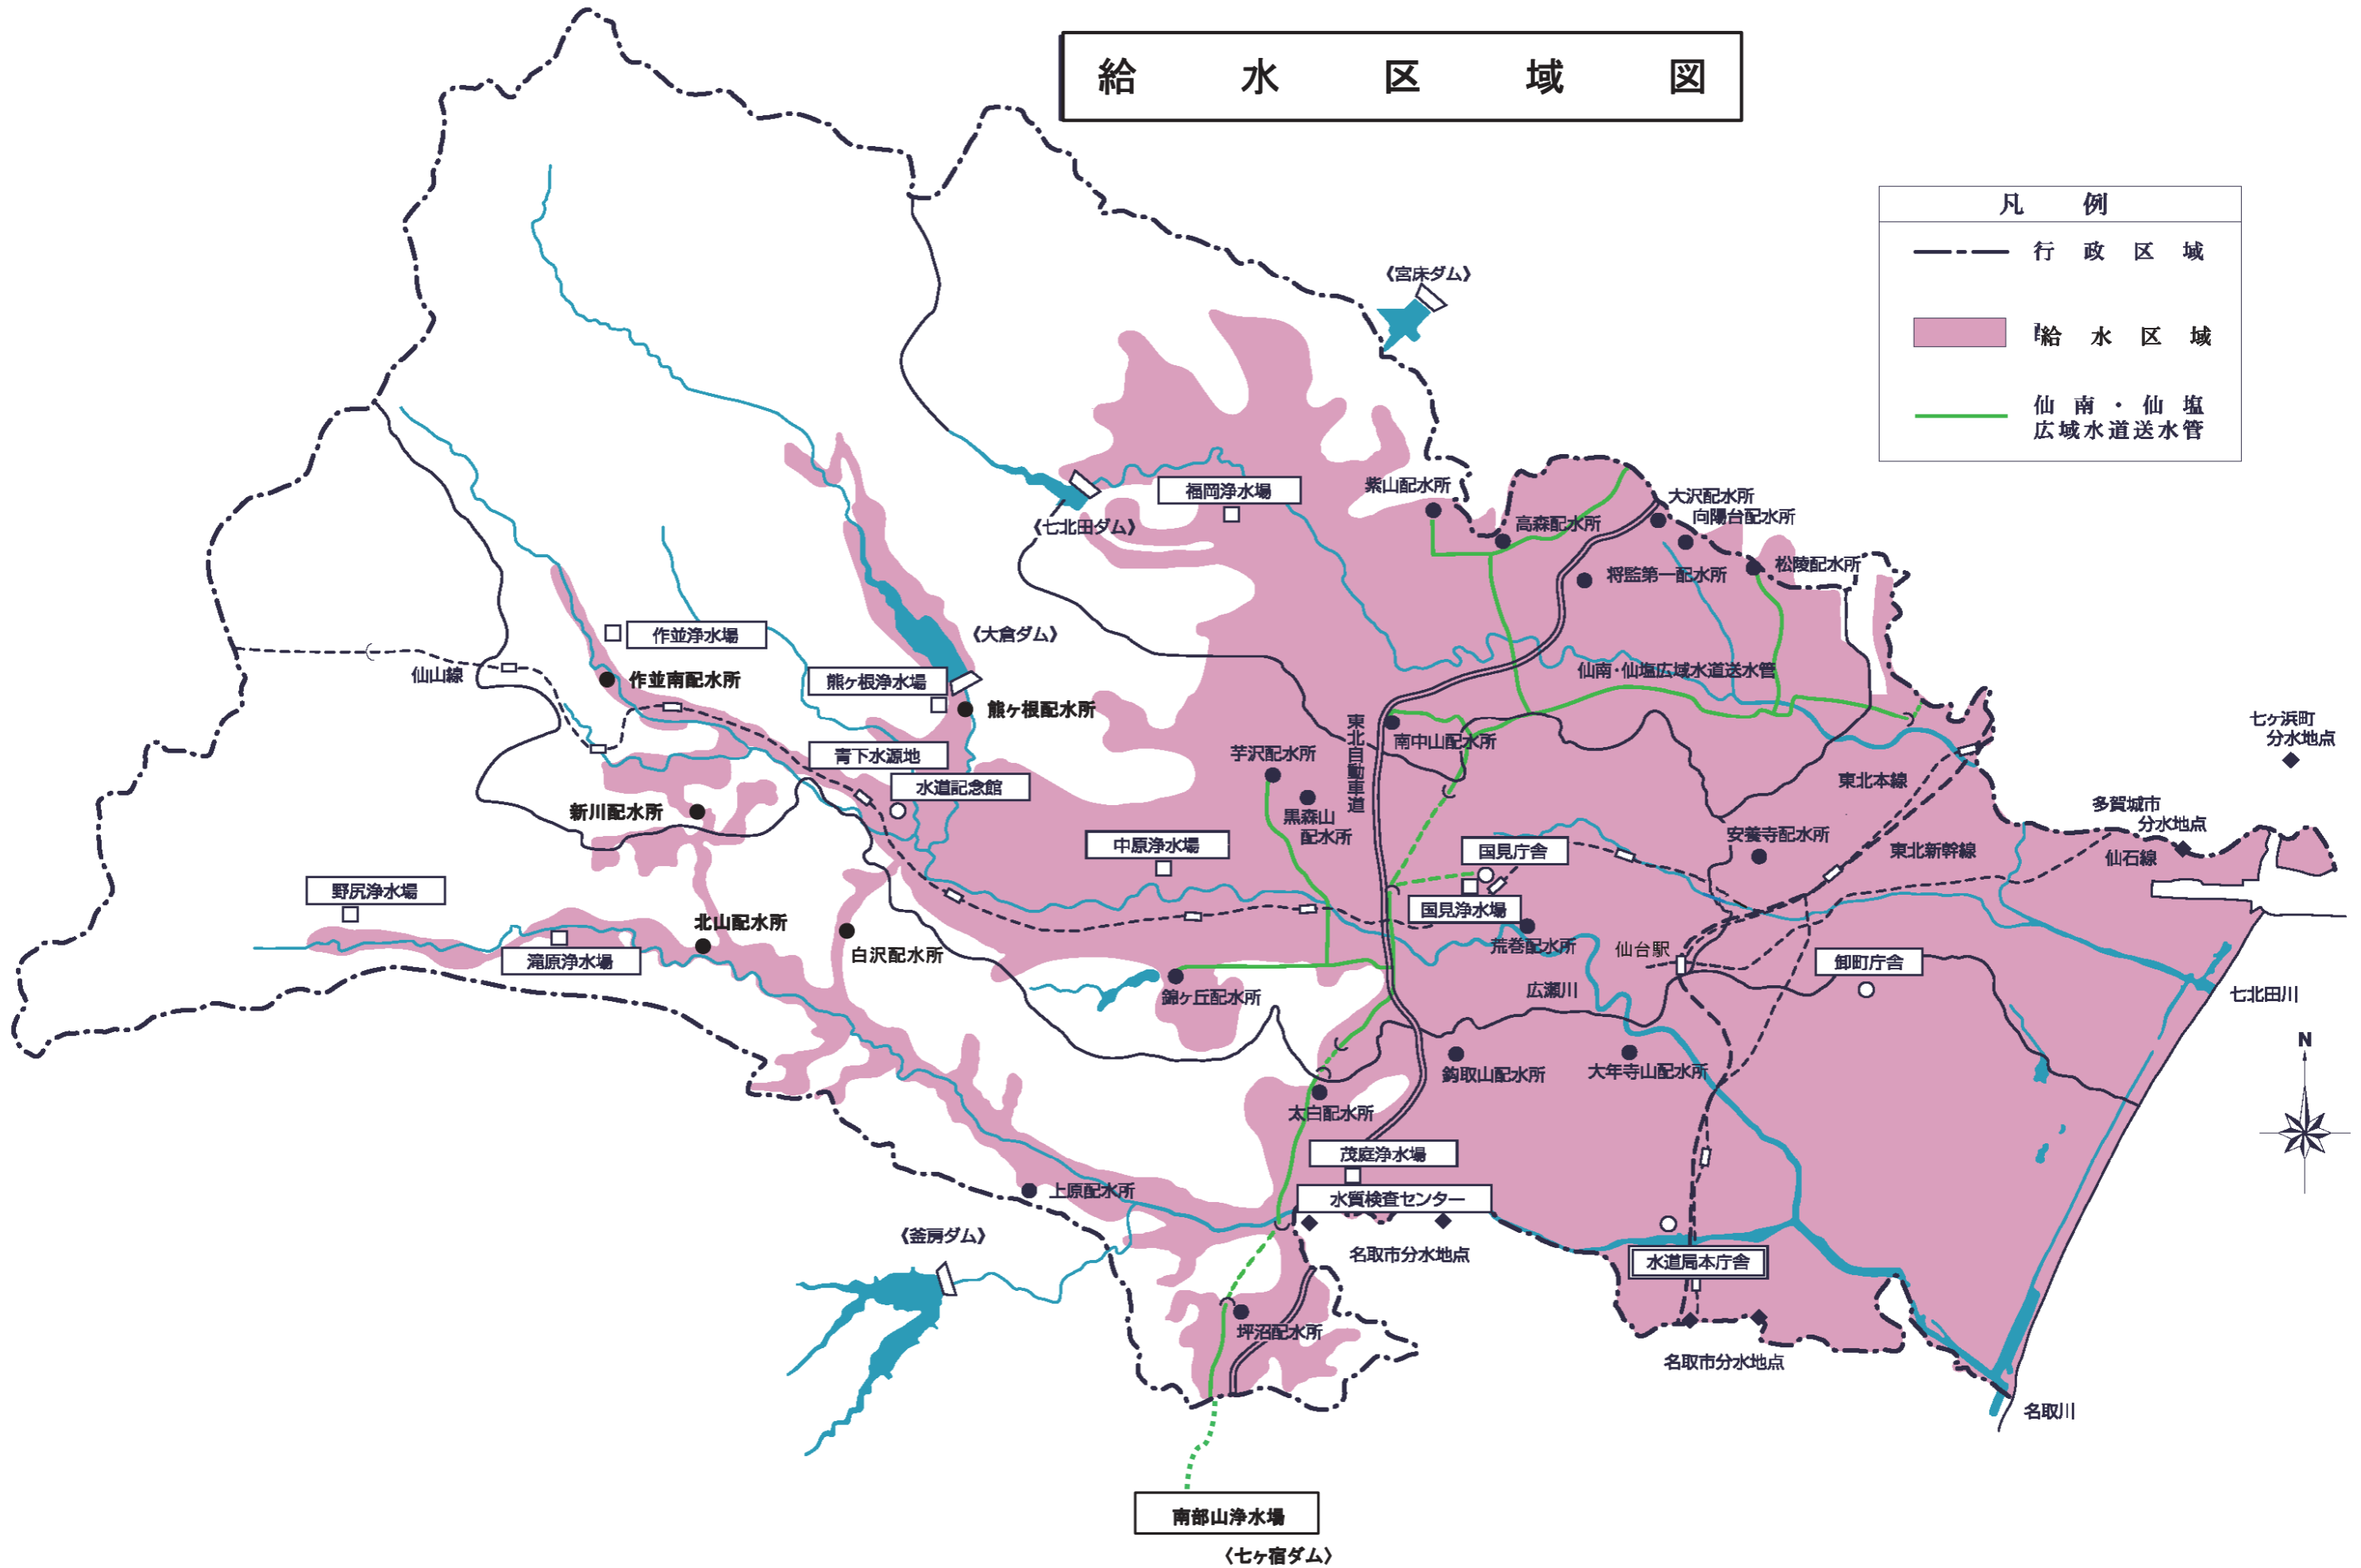 給水区域図
凡例
行政区域
給水区域
仙南・仙塩
広域水道送水管
《宮床ダム》
紫山配水所
福岡浄水場
《七北田ダム》
大沢配水所
向陽台配水所
高森配水所
松陵配水所
将監第一配水所
作並浄水場
《大倉ダム》
仙山線
作並南配水所
熊ヶ根浄水場
熊ヶ根配水所
仙南・仙塩広域水道送水管
東北自動車道
南中山配水所
七ヶ浜町
分水地点
青下水源地
芋沢配水所
水道記念館
東北本線
新川配水所
黒森山
配水所
多賀城市
分水地点
中原浄水場
国見庁舎
安養寺配水所
東北新幹線
仙石線
野尻浄水場
国見浄水場
北山配水所
荒巻配水所
仙台駅
白沢配水所
滝原浄水場
卸町庁舎
錦ヶ丘配水所
広瀬川
七北田川
N
鈎取山配水所
大年寺山配水所
太白配水所
茂庭浄水場
上原配水所
水質検査センター
《釜房ダム》
名取市分水地点
水道局本庁舎
坪沼配水所
名取市分水地点
名取川
南部山浄水場
〈七ヶ宿ダム〉